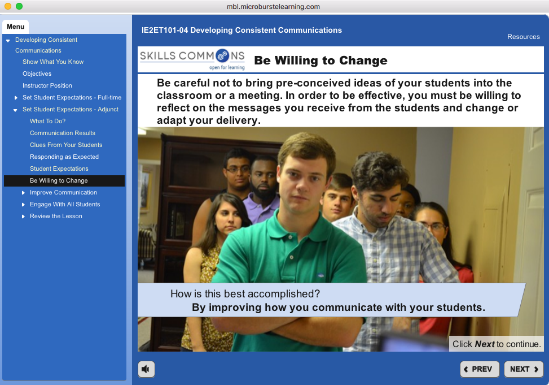 mbl.microburstelearning.com
Menu
IE2ET101-04 Developing Consistent Communications
Resources
Developing Consistent
Communications
Show What You Know
Objectives
Instructor Position
Set Student Expectations - Full-time
Set Student Expectations - Adjunct
What To Do?
Communication Results
Clues From Your Students
Responding as Expected
Student Expectations
Be Willing to Change
Improve Communication
Engage With All Students
Review the Lesson
SKILLS COMMONS
open for learning
Be Willing to Change
Be careful not to bring pre-conceived ideas of your students into the
classroom or a meeting. In order to be effective, you must be willing to
reflect on the messages you receive from the students and change or
adapt your delivery.
How is this best accomplished?
By improving how you communicate with your students.
Click Next to continue.
PREV
NEXT